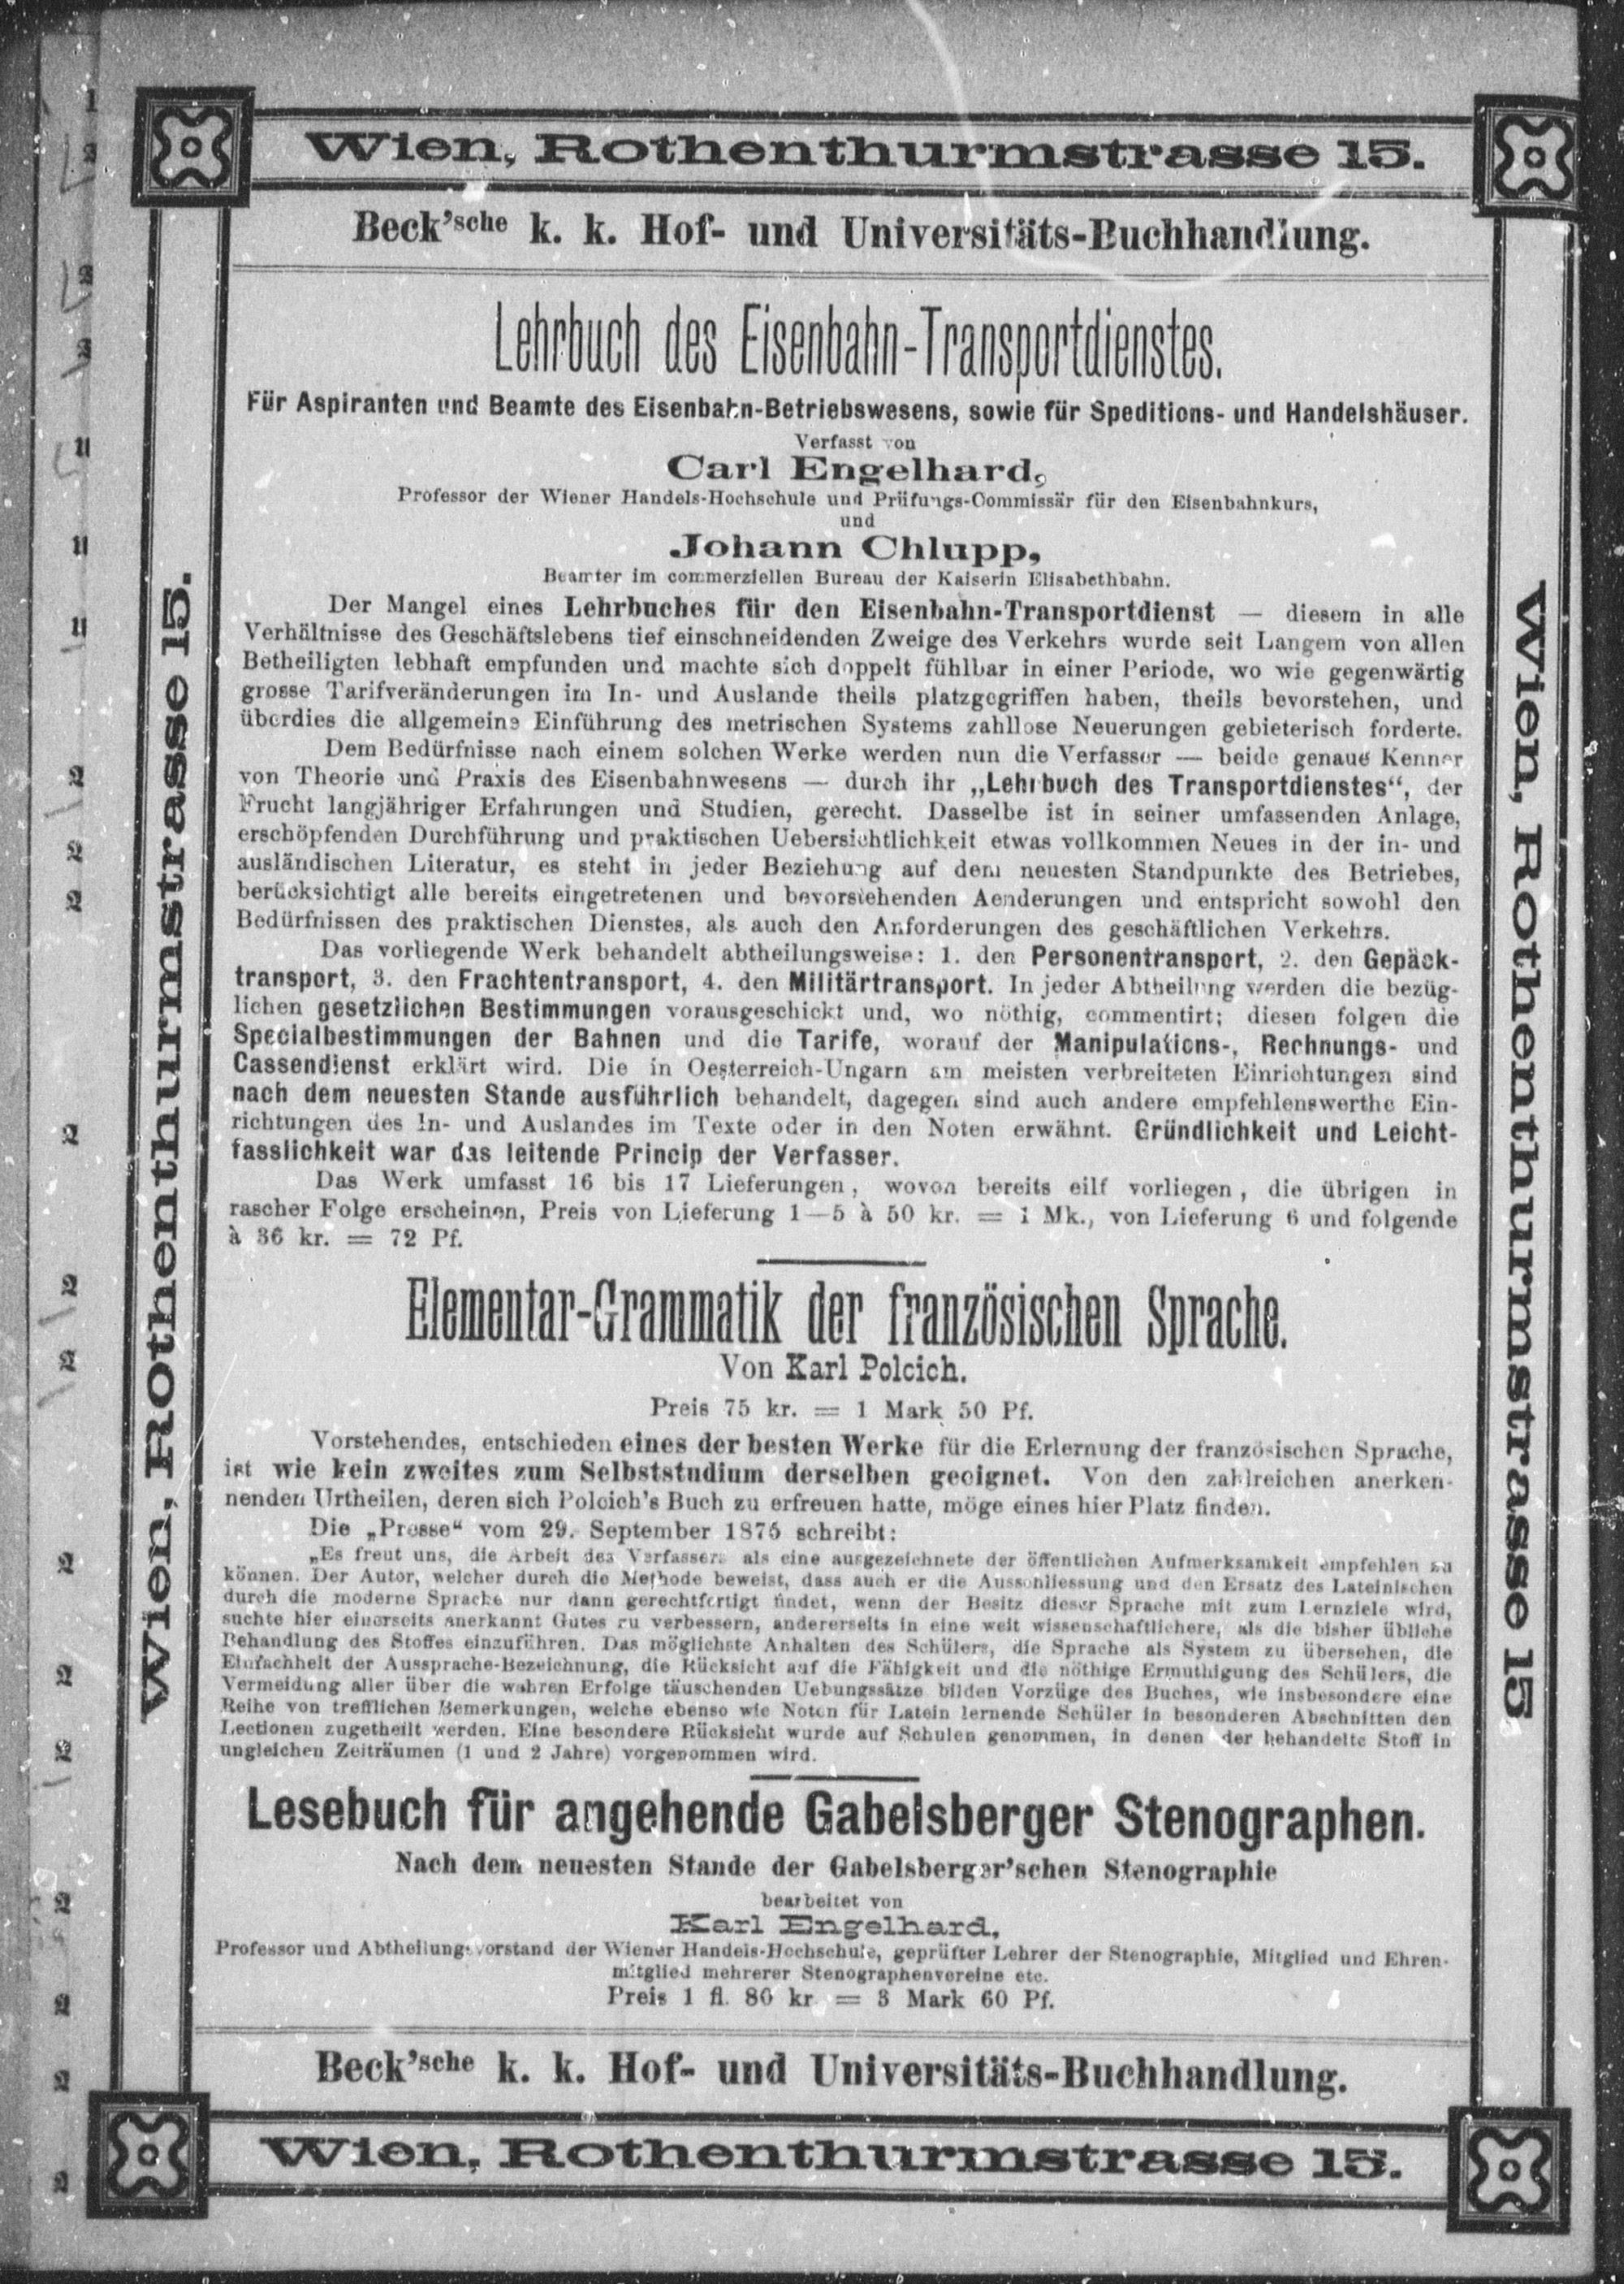 Wien, Rothenthurmstrasse 15.
Beck'sche k. k. Hof- und Universitäts-Buchhandlung.
Lehrbuch des Eisenbahn-Transportdienstes.
Für Aspiranten und Beamte des Eisenbahn-Betriebswesens, sowie für Speditions- und Handelshäuser.
Verfasst von
Carl Engelhard,
Professor der Wiener Handels-Hochschule und Prüfungs-Commissär für den Eisenbahnkurs,
und
Johann Chlupp,
Beamter im commerziellen Bureau der Kaiserin Elisabethbahn.
Der Mangel eines Lehrbuches für den Eisenbahn-Transportdienst — diesem in alle
Verhältnisse des Geschäftslebens tief einschneidenden Zweige des Verkehrs wurde seit Langem von allen
Betheiligten lebhaft empfunden und machte sich doppelt fühlbar in einer Periode, wo wie gegenwärtig
grosse Tarifveränderungen im In- und Auslande theils platzgegriffen haben, theils bevorstehen, und
überdies die allgemeine Einführung des metrischen Systems zahllose Neuerungen gebieterisch forderte.
Dem Bedürfnisse nach einem solchen Werke werden nun die Verfasser — beide genaue Kenner
von Theorie und Praxis des Eisenbahnwesens — durch ihr „Lehrbuch des Transportdienstes“, der
Frucht langjähriger Erfahrungen und Studien, gerecht. Dasselbe ist in seiner umfassenden Anlage,
erschöpfenden Durchführung und praktischen Uebersichtlichkeit etwas vollkommen Neues in der in- und
ausländischen Literatur, es steht in jeder Beziehung auf dem neuesten Standpunkte des Betriebes,
berücksichtigt alle bereits eingetretenen und bevorstehenden Aenderungen und entspricht sowohl den
Bedürfnissen des praktischen Dienstes, als auch den Anforderungen des geschäftlichen Verkehrs.
Das vorliegende Werk behandelt abtheilungsweise: 1. den Personentransport, 2. den Gepäck-
transport, 3. den Frachtentransport, 4. den Militärtransport. In jeder Abtheilung werden die bezüg-
lichen gesetzlichen Bestimmungen vorausgeschickt und, wo nöthig, commentirt; diesen folgen die
Specialbestimmungen der Bahnen und die Tarife, worauf der Manipulations-, Rechnungs- und
Cassendienst erklärt wird. Die in Oesterreich-Ungarn am meisten verbreiteten Einrichtungen sind
nach dem neuesten Stande ausführlich behandelt, dagegen sind auch andere empfehlenswerthe Ein-
richtungen des In- und Auslandes im Texte oder in den Noten erwähnt. Gründlichkeit und Leicht-
fasslichkeit war das leitende Princip der Verfasser.
Das Werk umfasst 16 bis 17 Lieferungen, wovon bereits eilf vorliegen, die übrigen in
rascher Folge erscheinen, Preis von Lieferung 1—5 à 50 kr. = 1 Mk., von Lieferung 6 und folgende
à 36 kr. = 72 Pf.
Elementar-Grammatik der französischen Sprache.
Von Karl Polcich.
Preis 75 kr. = 1 Mark 50 Pf.
Vorstehendes, entschieden eines der besten Werke für die Erlernung der französischen Sprache,
ist wie kein zweites zum Selbststudium derselben geeignet. Von den zahlreichen anerken-
nenden Urtheilen, deren sich Polcich's Buch zu erfreuen hatte, möge eines hier Platz finden.
Die „Presse“ vom 29. September 1875 schreibt:
„Es freut uns, die Arbeit des Verfassers als eine ausgezeichnete der öffentlichen Aufmerksamkeit empfehlen zu
können. Der Autor, welcher durch die Methode beweist, dass auch er die Ausschliessung und den Ersatz des Lateinischen
durch die moderne Sprache nur dann gerechtfertigt findet, wenn der Besitz dieser Sprache mit zum Lernziele wird,
suchte hier einerseits anerkannt Gutes zu verbessern, andererseits in eine weit wissenschaftlichere, als die bisher übliche
Behandlung des Stoffes einzuführen. Das möglichste Anhalten des Schülers, die Sprache als System zu übersehen, die
Einfachheit der Aussprache-Bezeichnung, die Rücksicht auf die Fähigkeit und die nöthige Ermuthigung des Schülers, die
Vermeidung aller über die wahren Erfolge täuschenden Uebungssätze bilden Vorzüge des Buches, wie insbesondere eine
Reihe von trefflichen Bemerkungen, welche ebenso wie Noten für Latein lernende Schüler in besonderen Abschnitten den
Lectionen zugetheilt werden. Eine besondere Rücksicht wurde auf Schulen genommen, in denen der behandelte Stoff in
ungleichen Zeiträumen (1 und 2 Jahre) vorgenommen wird.
Lesebuch für angehende Gabelsberger Stenographen.
Nach dem neuesten Stande der Gabelsberger'schen Stenographie
bearbeitet von
Karl Engelhard,
Professor und Abtheilungsvorstand der Wiener Handels-Hochschule, geprüfter Lehrer der Stenographie, Mitglied und Ehren-
mitglied mehrerer Stenographenvereine etc.
Preis 1 fl. 80 kr = 3 Mark 60 Pf.
Beck'sche k. k. Hof- und Universitäts-Buchhandlung.
Wien, Rothenthurmstrasse 15.
Wien, Rothenthurmstrasse 15.
Wien, Rothenthurmstrasse 15